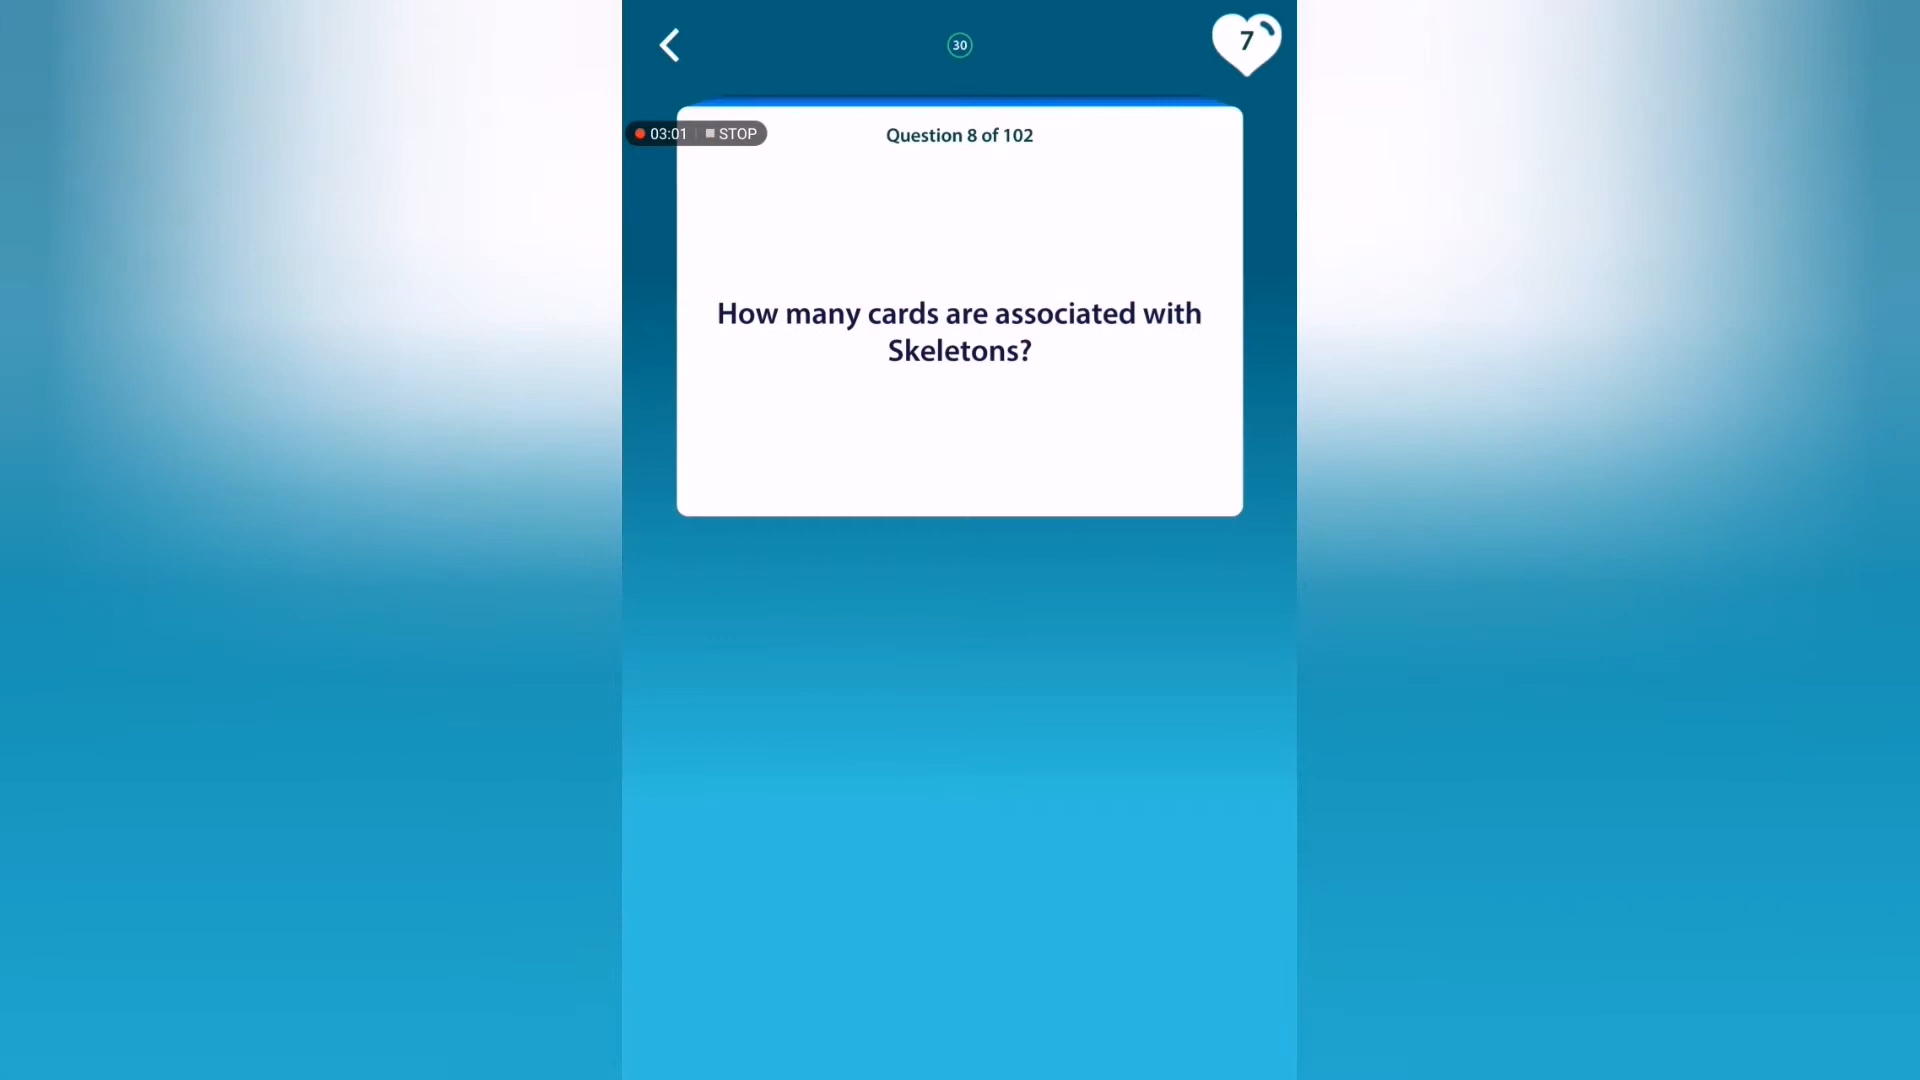 30
7
03:01 STOP
Question 8 of 102
How many cards are associated with
Skeletons?